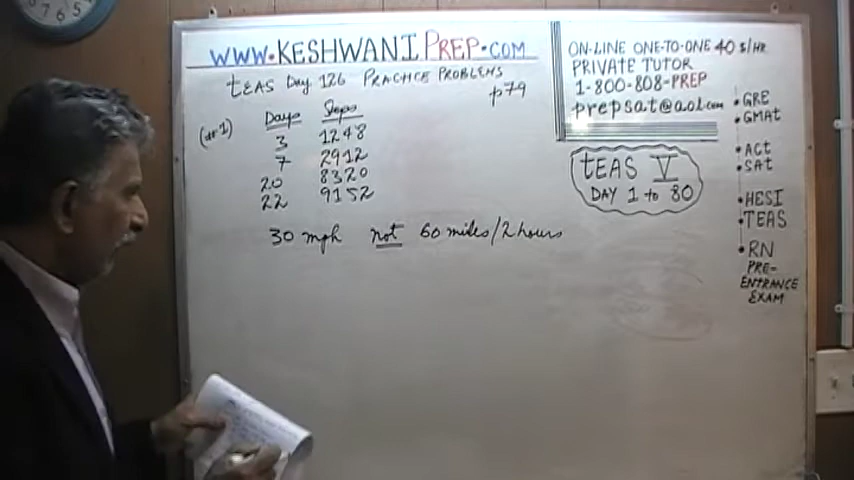 7 6 5
WWW.KESHWANIPREP.COM
TEAS Day 126 PRACTICE PROBLEMS
p79
(#1)
Days Steps
3 1248
7 2912
20 8320
22 9152
30 mph not 60 miles/2 hours
ON-LINE ONE-TO-ONE 40 $/HR
PRIVATE TUTOR
1-800-808-PREP
prepsat@aol.com
TEAS V
DAY 1 to 80
• GRE
• GMAT
• ACT
• SAT
• HESI
• TEAS
• RN
PRE-
ENTRANCE
EXAM